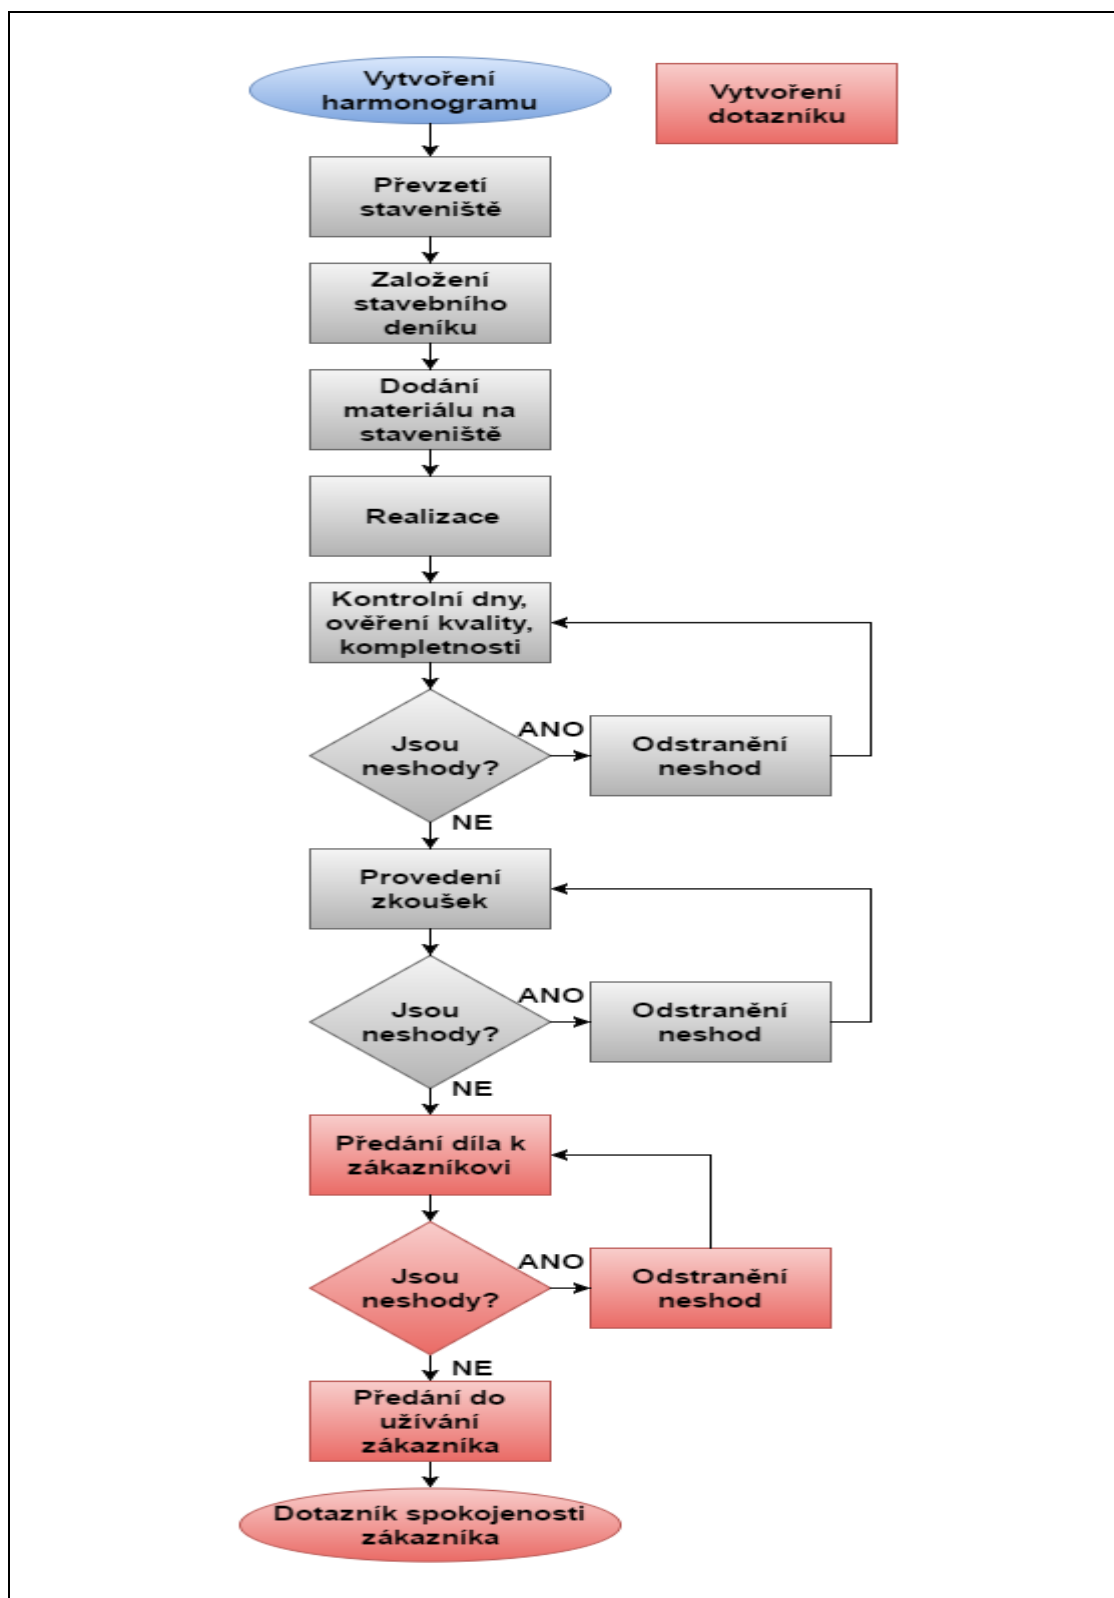 Vytvoření
harmonogramu
Vytvoření
dotazníku
Převzetí
staveniště
Založení
stavebního
deníku
Dodání
materiálu na
staveniště
Realizace
Kontrolní dny,
ověření kvality,
kompletnosti
Jsou
neshody?
ANO
Odstranění
neshod
NE
Provedení
zkoušek
Jsou
neshody?
ANO
Odstranění
neshod
NE
Předání díla k
zákazníkovi
Jsou
neshody?
ANO
Odstranění
neshod
NE
Předání do
užívání
zákazníka
Dotazník spokojenosti
zákazníka